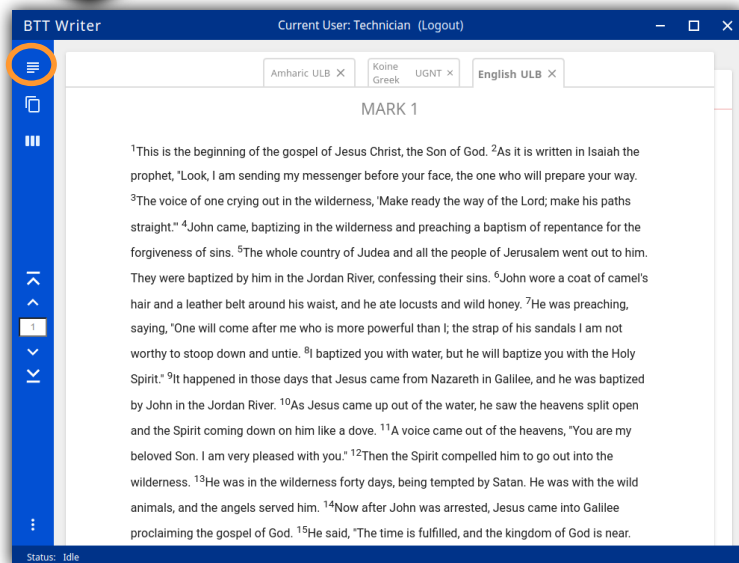 BTT Writer
Current User: Technician (Logout)
Amharic ULB ×
Koine
Greek
UGNT ×
English ULB ×
MARK 1
1This is the beginning of the gospel of Jesus Christ, the Son of God. 2As it is written in Isaiah the
prophet, "Look, I am sending my messenger before your face, the one who will prepare your way.
3The voice of one crying out in the wilderness, 'Make ready the way of the Lord; make his paths
straight.'" 4John came, baptizing in the wilderness and preaching a baptism of repentance for the
forgiveness of sins. 5The whole country of Judea and all the people of Jerusalem went out to him.
They were baptized by him in the Jordan River, confessing their sins. 6John wore a coat of camel's
hair and a leather belt around his waist, and he ate locusts and wild honey. 7He was preaching,
saying, "One will come after me who is more powerful than I; the strap of his sandals I am not
worthy to stoop down and untie. 8I baptized you with water, but he will baptize you with the Holy
Spirit." 9It happened in those days that Jesus came from Nazareth in Galilee, and he was baptized
by John in the Jordan River. 10As Jesus came up out of the water, he saw the heavens split open
and the Spirit coming down on him like a dove. 11A voice came out of the heavens, "You are my
beloved Son. I am very pleased with you." 12Then the Spirit compelled him to go out into the
wilderness. 13He was in the wilderness forty days, being tempted by Satan. He was with the wild
animals, and the angels served him. 14Now after John was arrested, Jesus came into Galilee
proclaiming the gospel of God. 15He said, "The time is fulfilled, and the kingdom of God is near.
1
Status: Idle